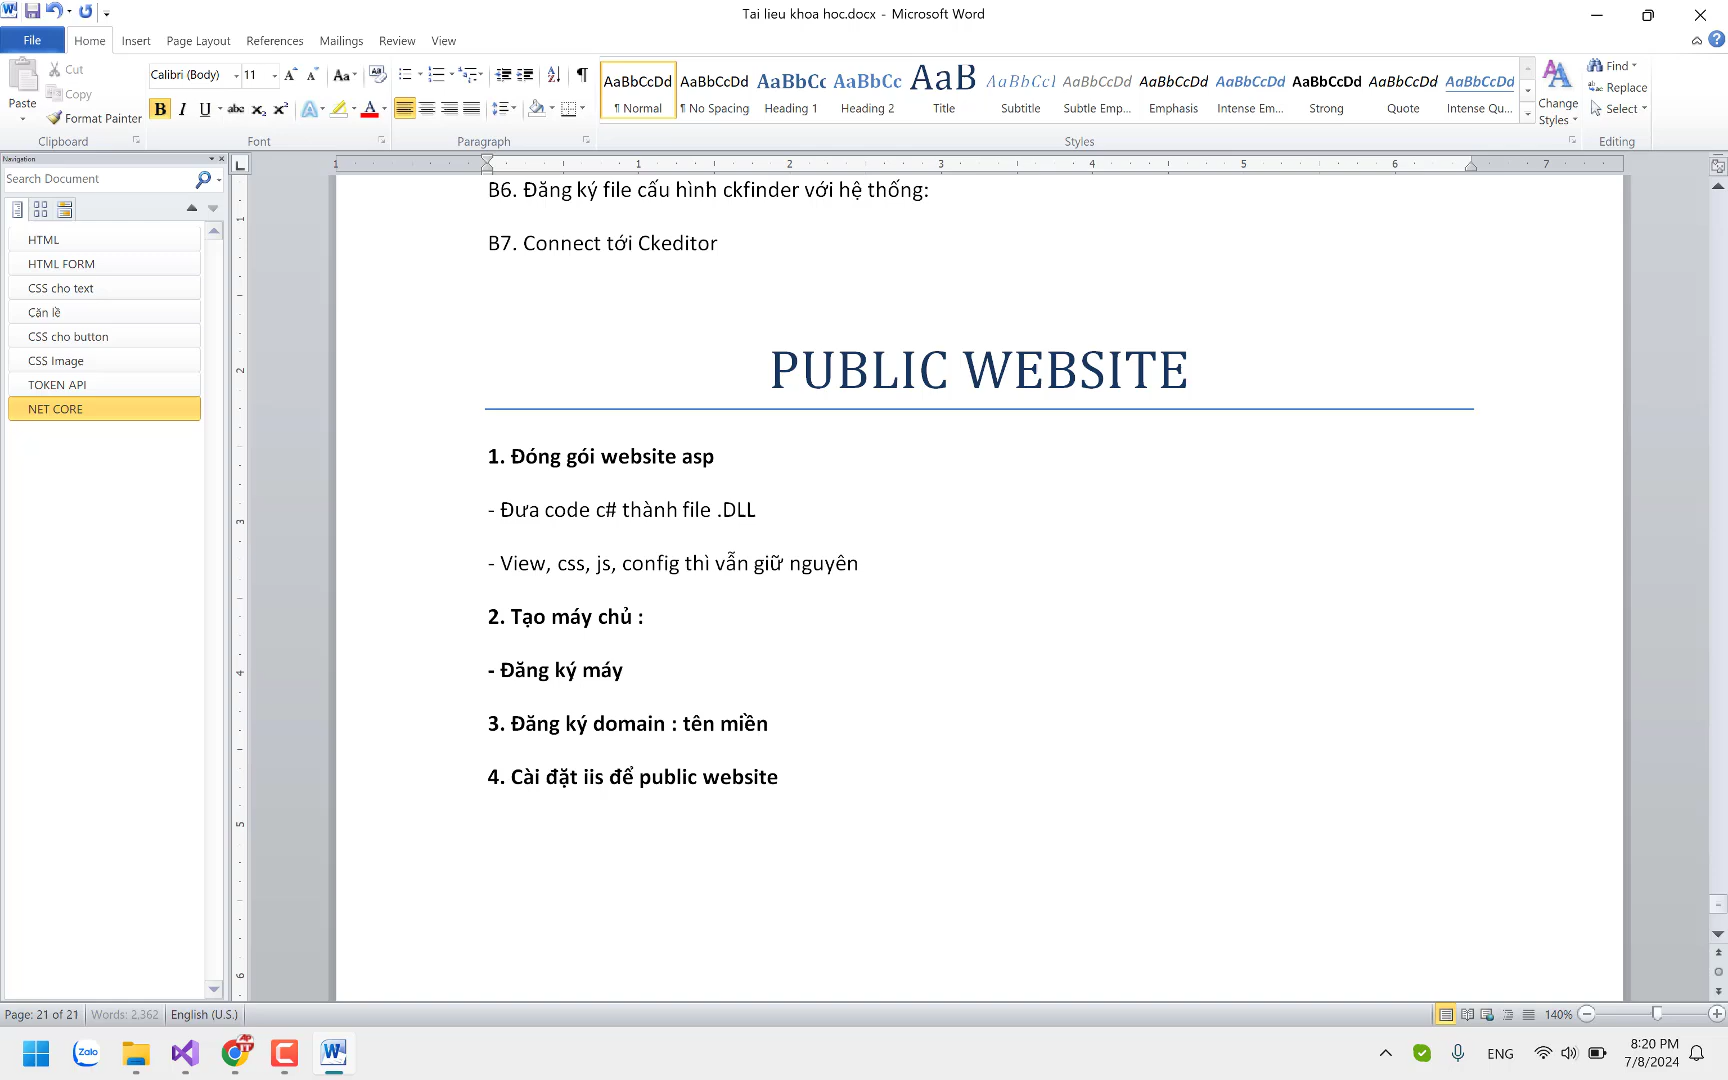 Tai lieu khoa hoc.docx - Microsoft Word
File Home Insert Page Layout References Mailings Review View
Paste
Cut
Copy
Format Painter
Clipboard
Calibri (Body) 11
Font
Paragraph
AaBbCcDd AaBbCcDd AaBbCc AaBbCc AaB AaBbCcl AaBbCcDd AaBbCcDd AaBbCcDd AaBbCcDd AaBbCcDd AaBbCcDd
¶ Normal ¶ No Spacing Heading 1 Heading 2 Title Subtitle Subtle Emp... Emphasis Intense Em... Strong Quote Intense Qu...
Change Styles
Styles
Find
Replace
Select
Editing
Navigation
Search Document
HTML
HTML FORM
CSS cho text
Căn lề
CSS cho button
CSS Image
TOKEN API
NET CORE
B6. Đăng ký file cấu hình ckfinder với hệ thống:
B7. Connect tới Ckeditor
PUBLIC WEBSITE
1. Đóng gói website asp
- Đưa code c# thành file .DLL
- View, css, js, config thì vẫn giữ nguyên
2. Tạo máy chủ :
- Đăng ký máy
3. Đăng ký domain : tên miền
4. Cài đặt iis để public website
Page: 21 of 21 Words: 2.362 English (U.S.) 140%
Zalo
ENG
8:20 PM
7/8/2024